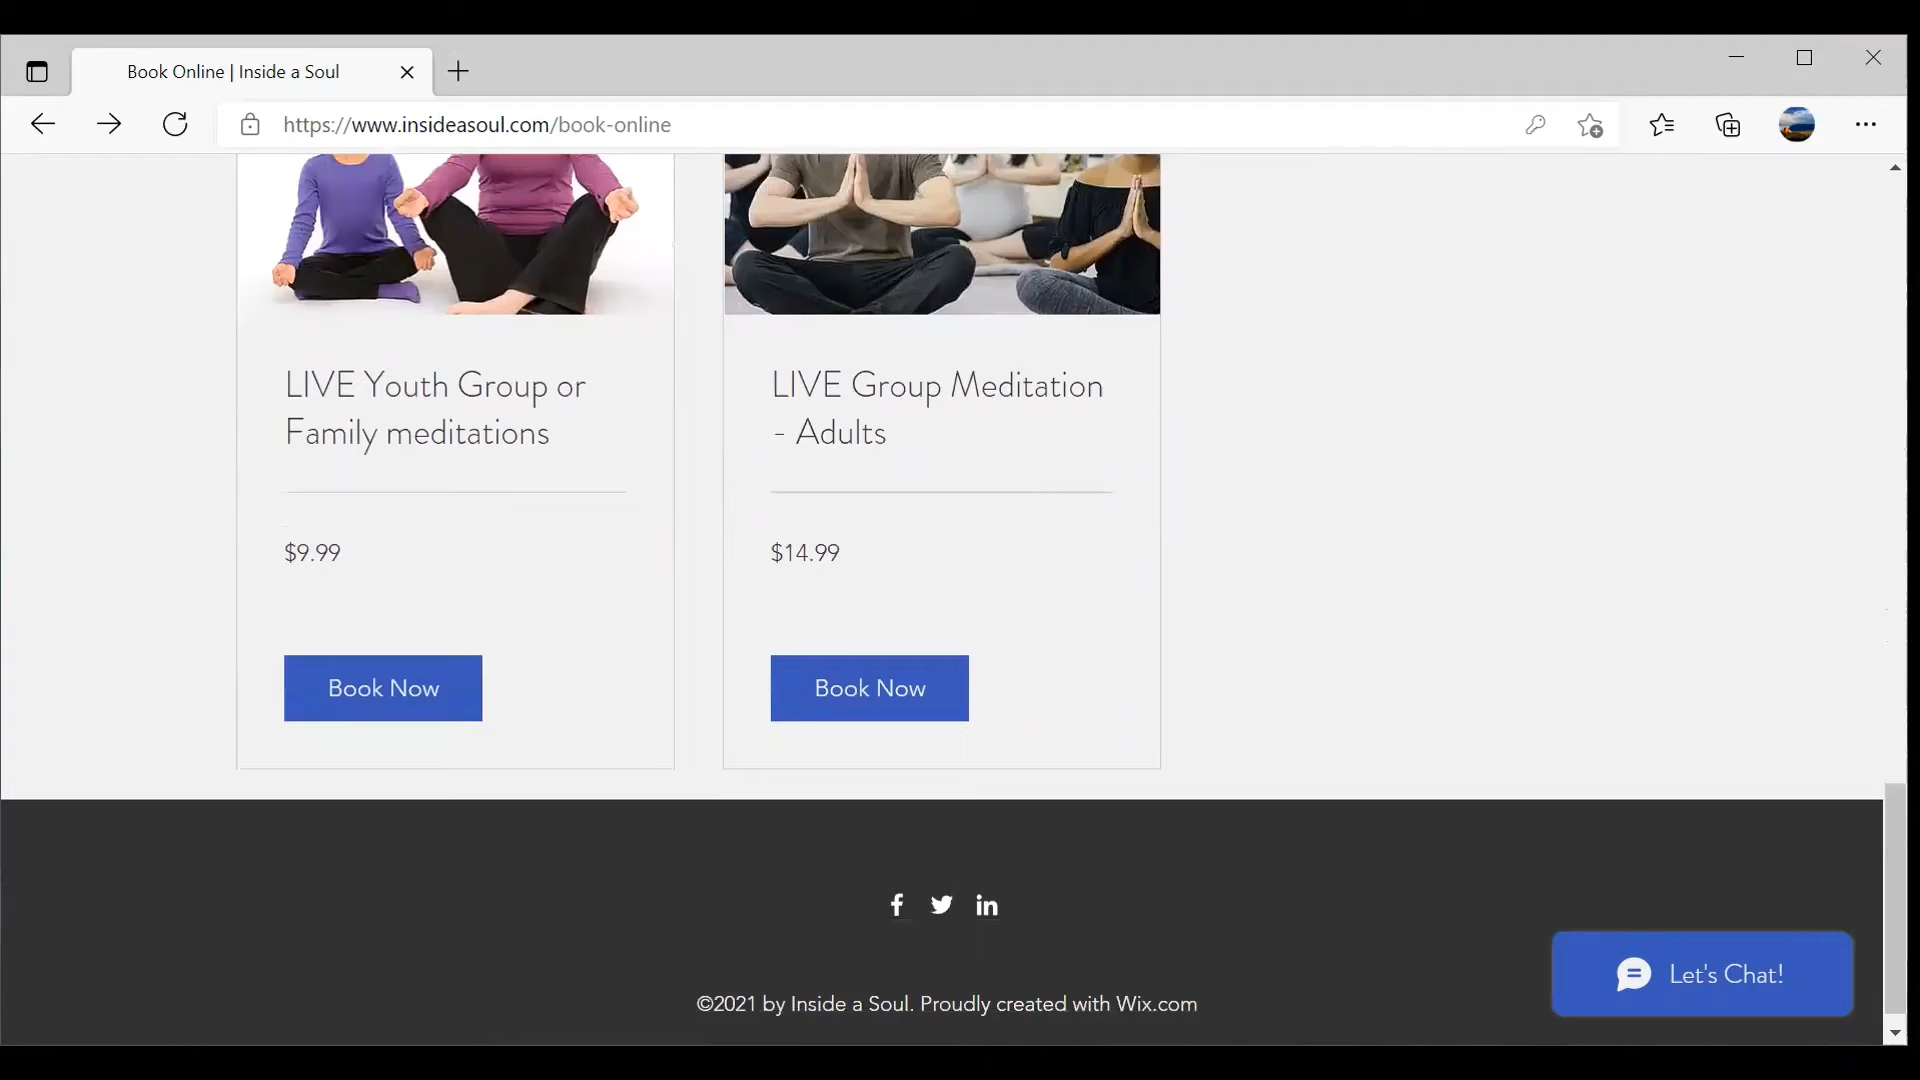 Book Online | Inside a Soul
https://www.insideasoul.com/book-online
LIVE Youth Group or
Family meditations
$9.99
Book Now
LIVE Group Meditation
- Adults
$14.99
Book Now
©2021 by Inside a Soul. Proudly created with Wix.com
Let's Chat!